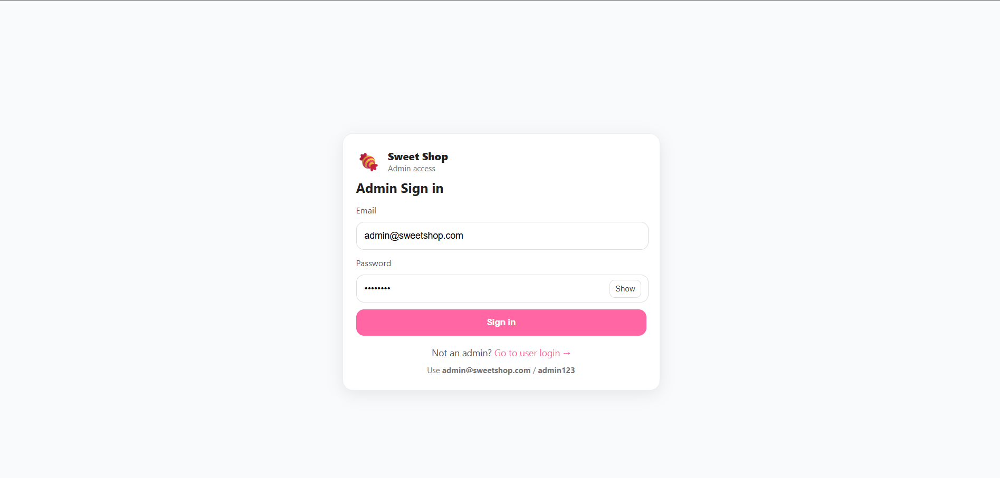 Sweet Shop
Admin access
Admin Sign in
Email
admin@sweetshop.com
Password
•••••••• Show
Sign in
Not an admin? Go to user login →
Use admin@sweetshop.com / admin123